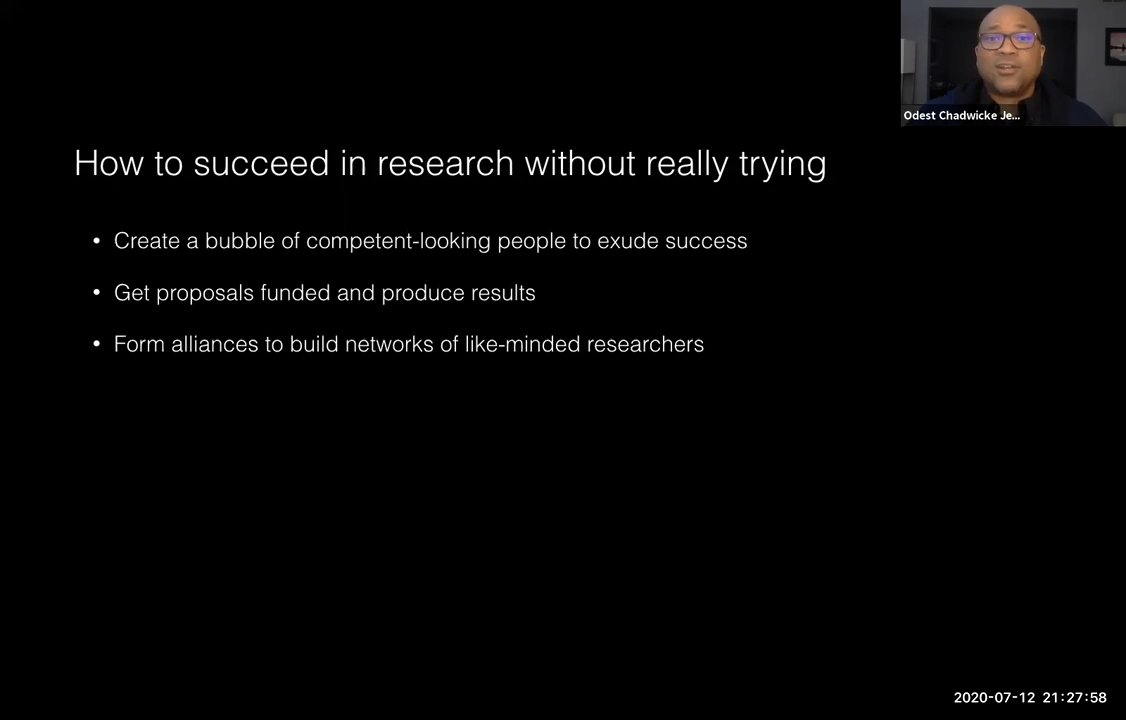 Odest Chadwicke Je...
How to succeed in research without really trying
• Create a bubble of competent-looking people to exude success
• Get proposals funded and produce results
• Form alliances to build networks of like-minded researchers
2020-07-12 21:27:58